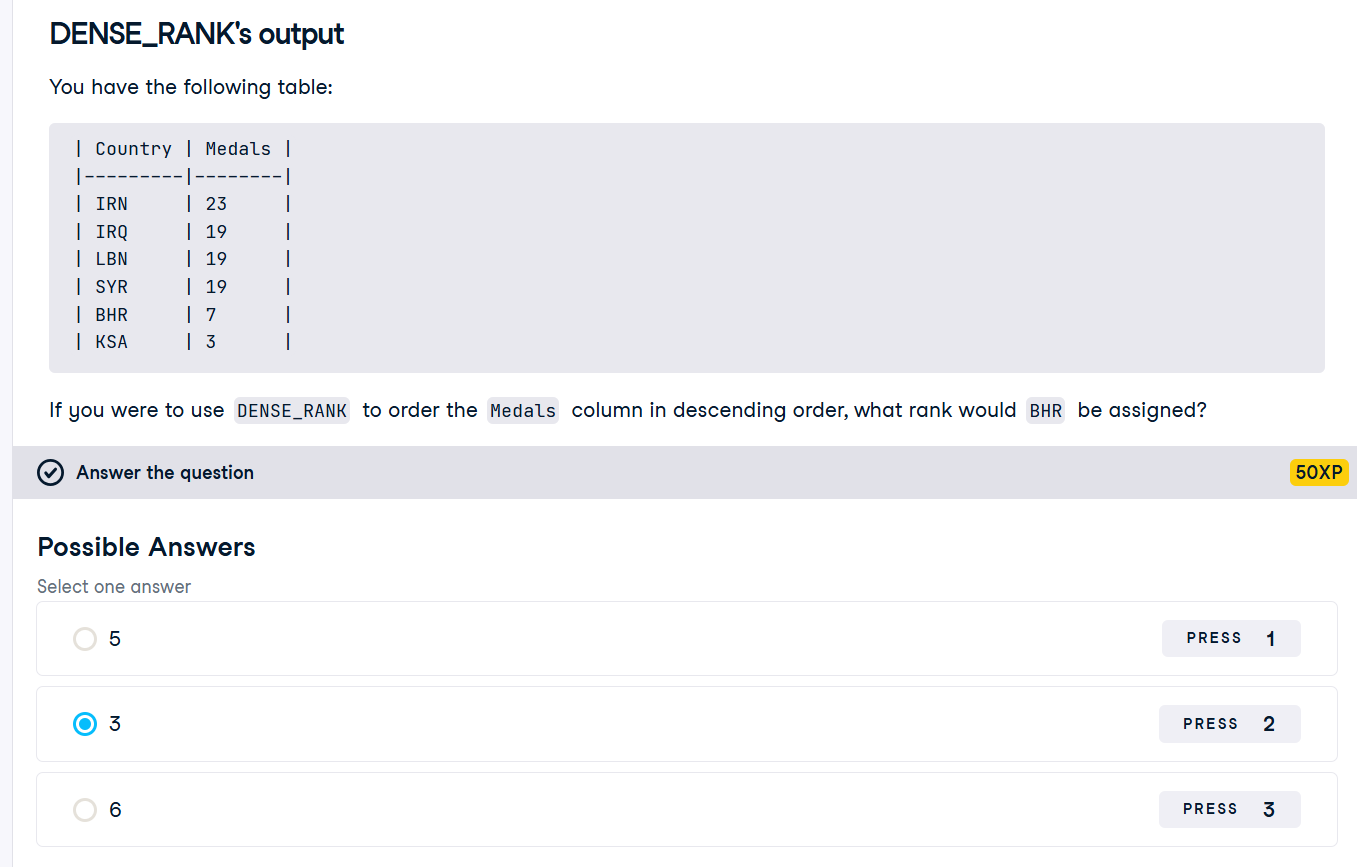 DENSE_RANK's output
You have the following table:
| Country | Medals |
|---------|--------|
| IRN     | 23     |
| IRQ     | 19     |
| LBN     | 19     |
| SYR     | 19     |
| BHR     | 7      |
| KSA     | 3      |
If you were to use DENSE_RANK to order the Medals column in descending order, what rank would BHR be assigned?
Answer the question 50XP
Possible Answers
Select one answer
5 PRESS 1
3 PRESS 2
6 PRESS 3